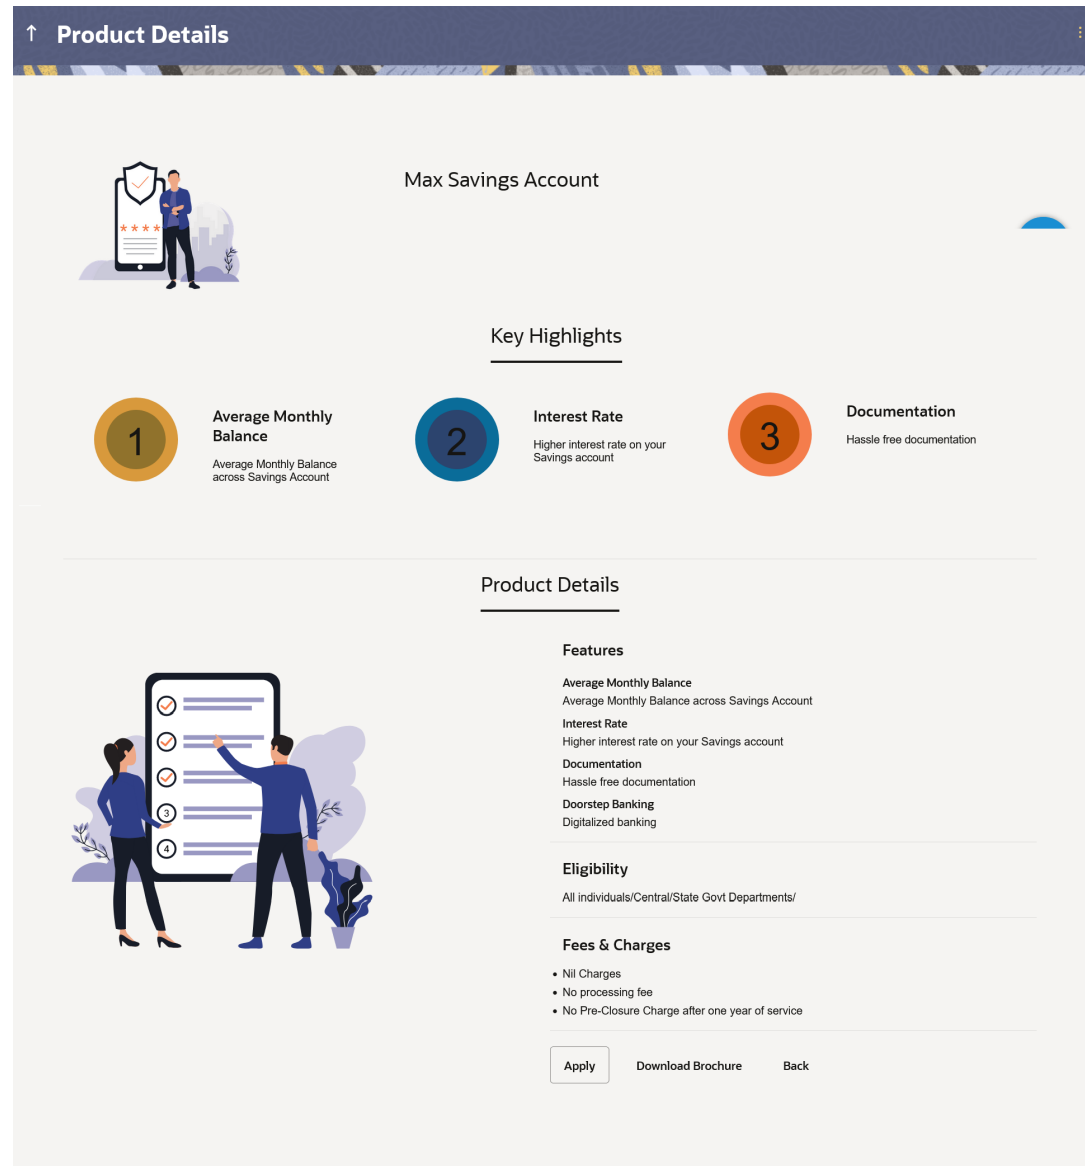 ↑ Product Details
Max Savings Account
* * * *
Key Highlights
1
Average Monthly
Balance
Average Monthly Balance
across Savings Account
2
Interest Rate
Higher interest rate on your
Savings account
3
Documentation
Hassle free documentation
Product Details
3
4
Features
Average Monthly Balance
Average Monthly Balance across Savings Account
Interest Rate
Higher interest rate on your Savings account
Documentation
Hassle free documentation
Doorstep Banking
Digitalized banking
Eligibility
All individuals/Central/State Govt Departments/
Fees & Charges
• Nil Charges
• No processing fee
• No Pre-Closure Charge after one year of service
Apply Download Brochure Back